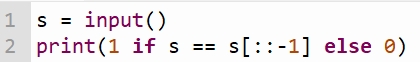 1 s = input()
2 print(1 if s == s[::-1] else 0)